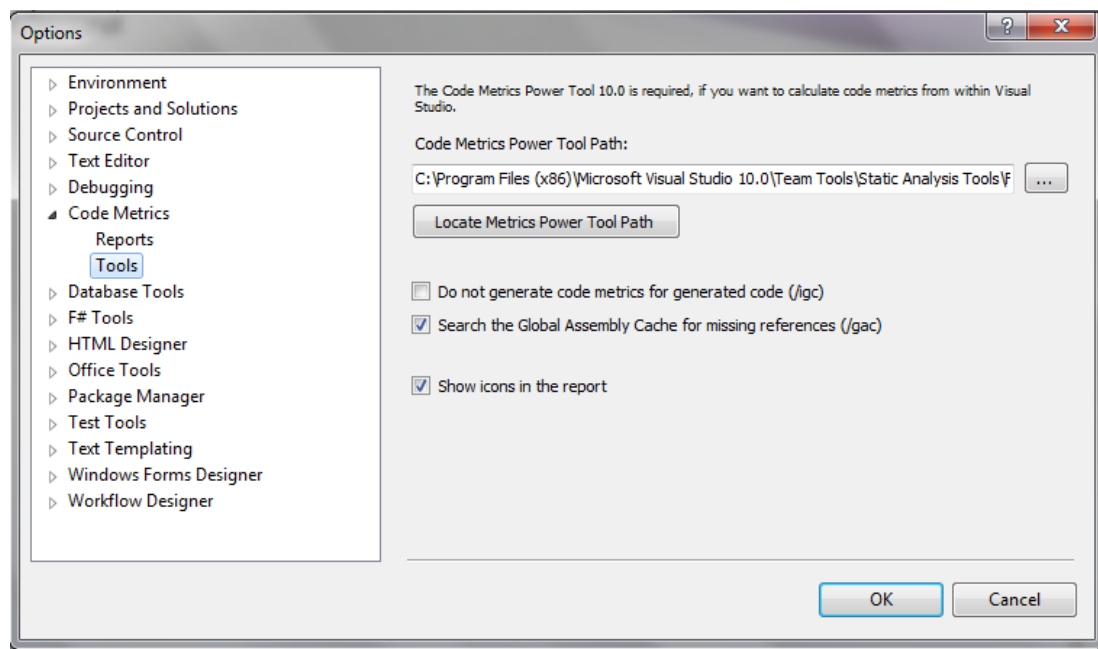 Options
Environment
Projects and Solutions
Source Control
Text Editor
Debugging
Code Metrics
Reports
Tools
Database Tools
F# Tools
HTML Designer
Office Tools
Package Manager
Test Tools
Text Templating
Windows Forms Designer
Workflow Designer
The Code Metrics Power Tool 10.0 is required, if you want to calculate code metrics from within Visual
Studio.
Code Metrics Power Tool Path:
C:\Program Files (x86)\Microsoft Visual Studio 10.0\Team Tools\Static Analysis Tools\F
...
Locate Metrics Power Tool Path
Do not generate code metrics for generated code (/igc)
Search the Global Assembly Cache for missing references (/gac)
Show icons in the report
OK
Cancel